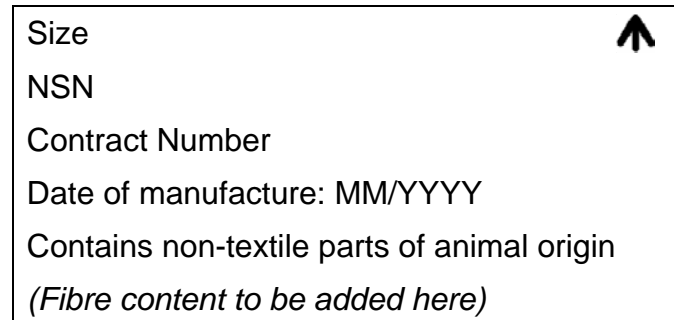 Size
NSN
Contract Number
Date of manufacture: MM/YYYY
Contains non-textile parts of animal origin
(Fibre content to be added here)